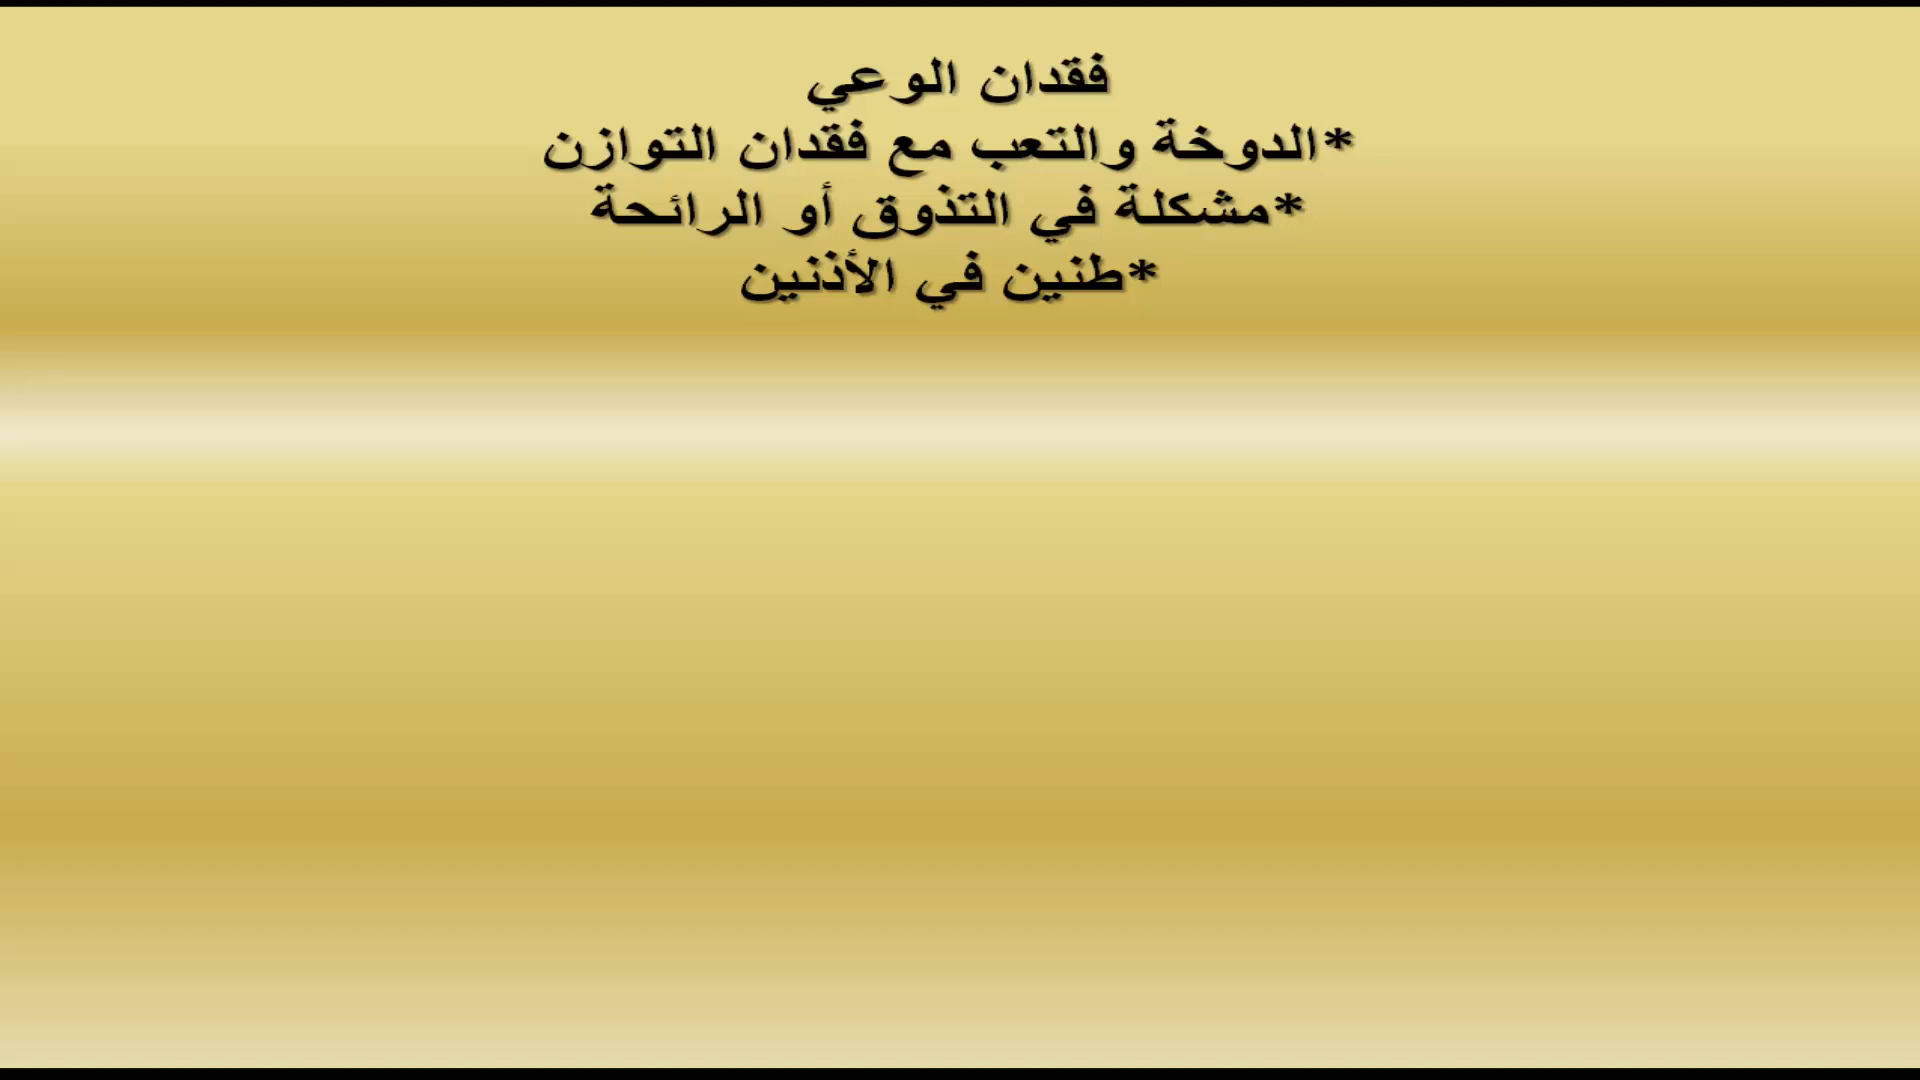 فقدان الوعي
*الدوخة والتعب مع فقدان التوازن
*مشكلة في التذوق أو الرائحة
*طنين في الأذنين